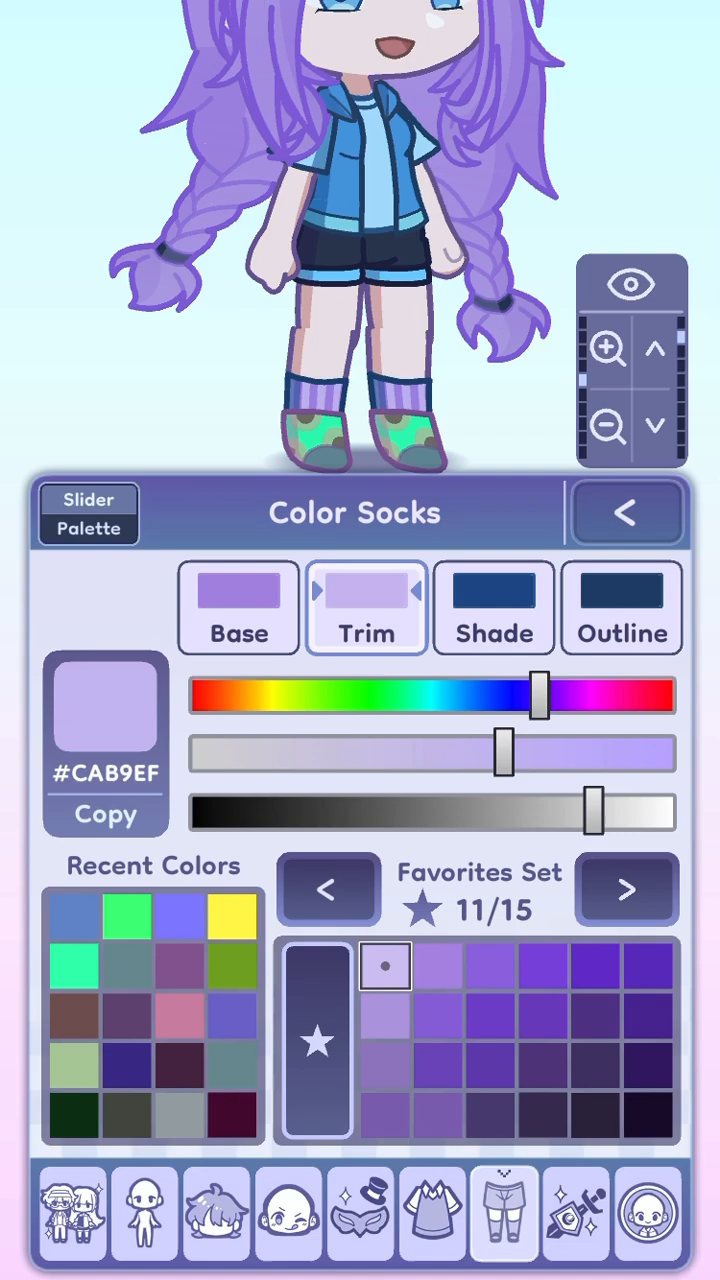 Slider
Palette
Color Socks
<
Base
Trim
Shade
Outline
#CAB9EF
Copy
Recent Colors
<
Favorites Set
11/15
>